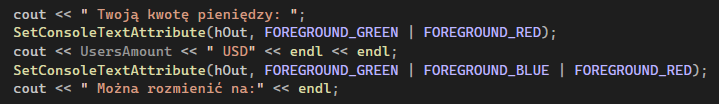 cout << " Twoją kwotę pieniędzy: ";
SetConsoleTextAttribute(hOut, FOREGROUND_GREEN | FOREGROUND_RED);
cout << UsersAmount << " USD" << endl << endl;
SetConsoleTextAttribute(hOut, FOREGROUND_GREEN | FOREGROUND_BLUE | FOREGROUND_RED);
cout << " Można rozmienić na:" << endl;